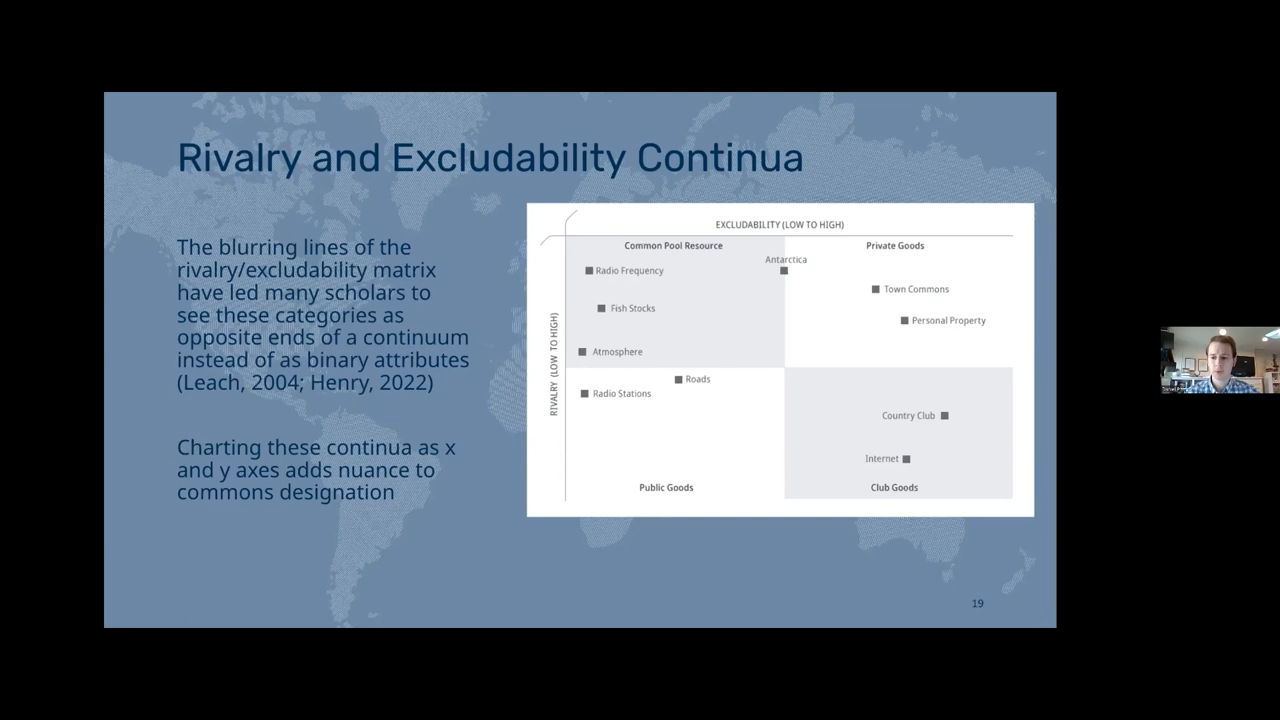 Rivalry and Excludability Continua
The blurring lines of the
rivalry/excludability matrix
have led many scholars to
see these categories as
opposite ends of a continuum
instead of as binary attributes
(Leach, 2004; Henry, 2022)
Charting these continua as x
and y axes adds nuance to
commons designation
EXCLUDABILITY (LOW TO HIGH)
RIVALRY (LOW TO HIGH)
Common Pool Resource
Private Goods
Antarctica
Radio Frequency
Town Commons
Fish Stocks
Personal Property
Atmosphere
Roads
Radio Stations
Country Club
Internet
Public Goods
Club Goods
19